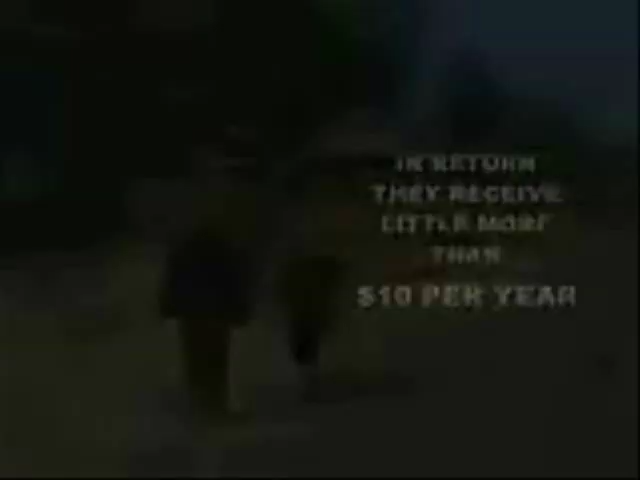 IN RETURN
THEY RECEIVE
LITTLE MORE
THAN
$10 PER YEAR